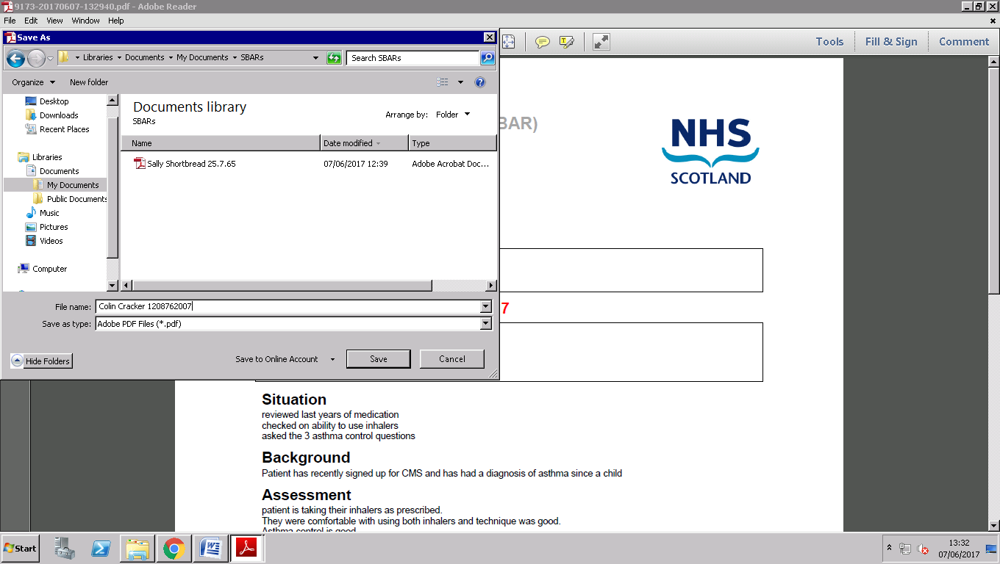 9173-20170607-132940.pdf - Adobe Reader
File Edit View Window Help
Save As
Libraries Documents My Documents SBARs
Search SBARs
Tools Fill & Sign Comment
Organize New folder
Desktop
Downloads
Recent Places
Libraries
Documents
My Documents
Public Documents
Music
Pictures
Videos
Computer
Documents library
SBARs
Arrange by: Folder
Name Date modified Type
Sally Shortbread 25.7.65 07/06/2017 12:39 Adobe Acrobat Doc...
File name: Colin Cracker 1208762007
Save as type: Adobe PDF Files (*.pdf)
Hide Folders
Save to Online Account Save Cancel
BAR)
NHS
SCOTLAND
7
Situation
reviewed last years of medication
checked on ability to use inhalers
asked the 3 asthma control questions
Background
Patient has recently signed up for CMS and has had a diagnosis of asthma since a child
Assessment
patient is taking their inhalers as prescribed.
They were comfortable with using both inhalers and technique was good.
Asthma control is good
Start
13:32
07/06/2017